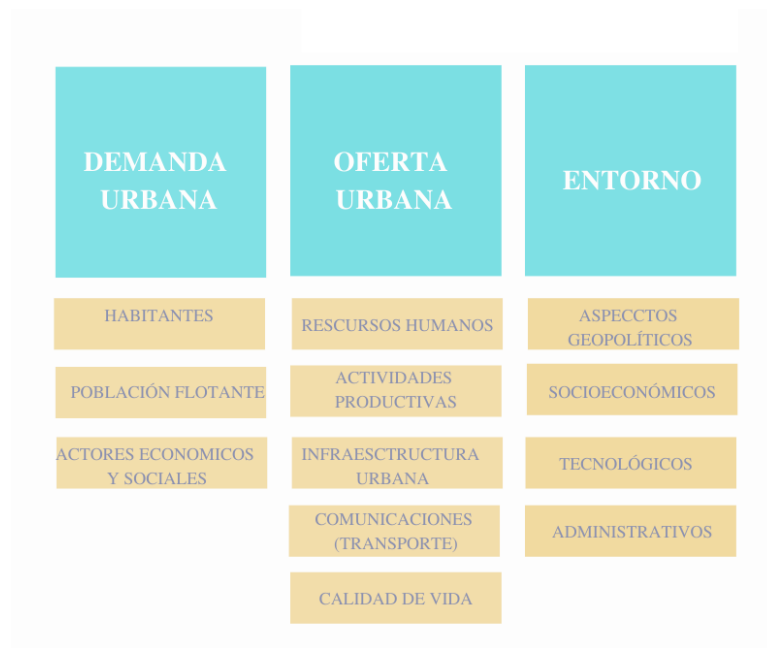 DEMANDA
URBANA
HABITANTES
POBLACIÓN FLOTANTE
ACTORES ECONOMICOS
Y SOCIALES
OFERTA
URBANA
RESCURSOS HUMANOS
ACTIVIDADES
PRODUCTIVAS
INFRAESCTRUCTURA
URBANA
COMUNICACIONES
(TRANSPORTE)
CALIDAD DE VIDA
ENTORNO
ASPECCTOS
GEOPOLÍTICOS
SOCIOECONÓMICOS
TECNOLÓGICOS
ADMINISTRATIVOS